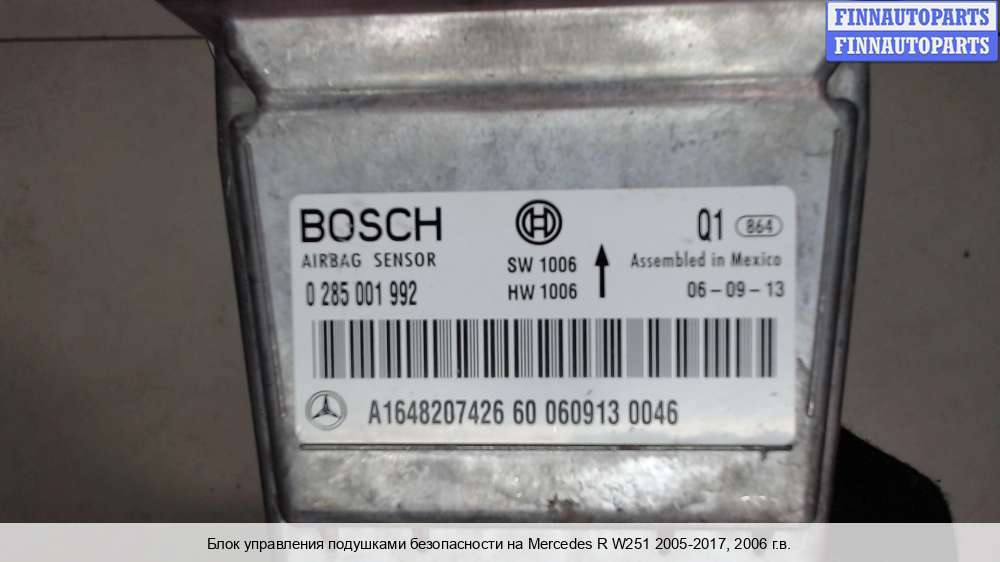 FINNAUTOPARTS
FINNAUTOPARTS
BOSCH
AIRBAG SENSOR
0 285 001 992
SW 1006
HW 1006
Q1 864
Assembled in Mexico
06-09-13
A1648207426 60 060913 0046
Блок управления подушками безопасности на Mercedes R W251 2005-2017, 2006 г.в.